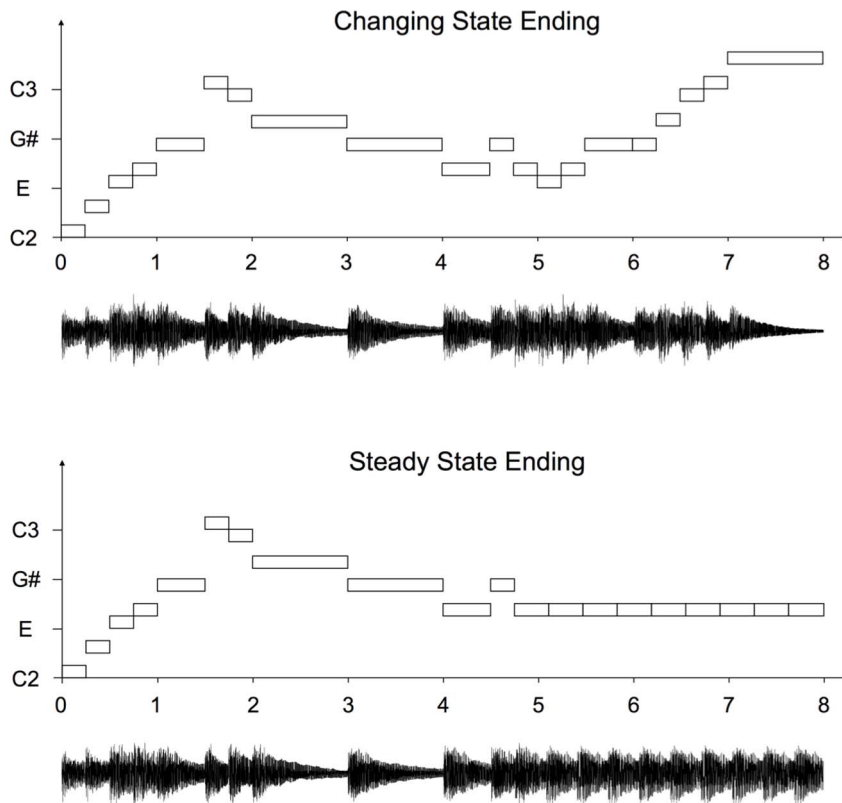 Changing State Ending
C3
G#
E
C2
0 1 2 3 4 5 6 7 8
Steady State Ending
C3
G#
E
C2
0 1 2 3 4 5 6 7 8